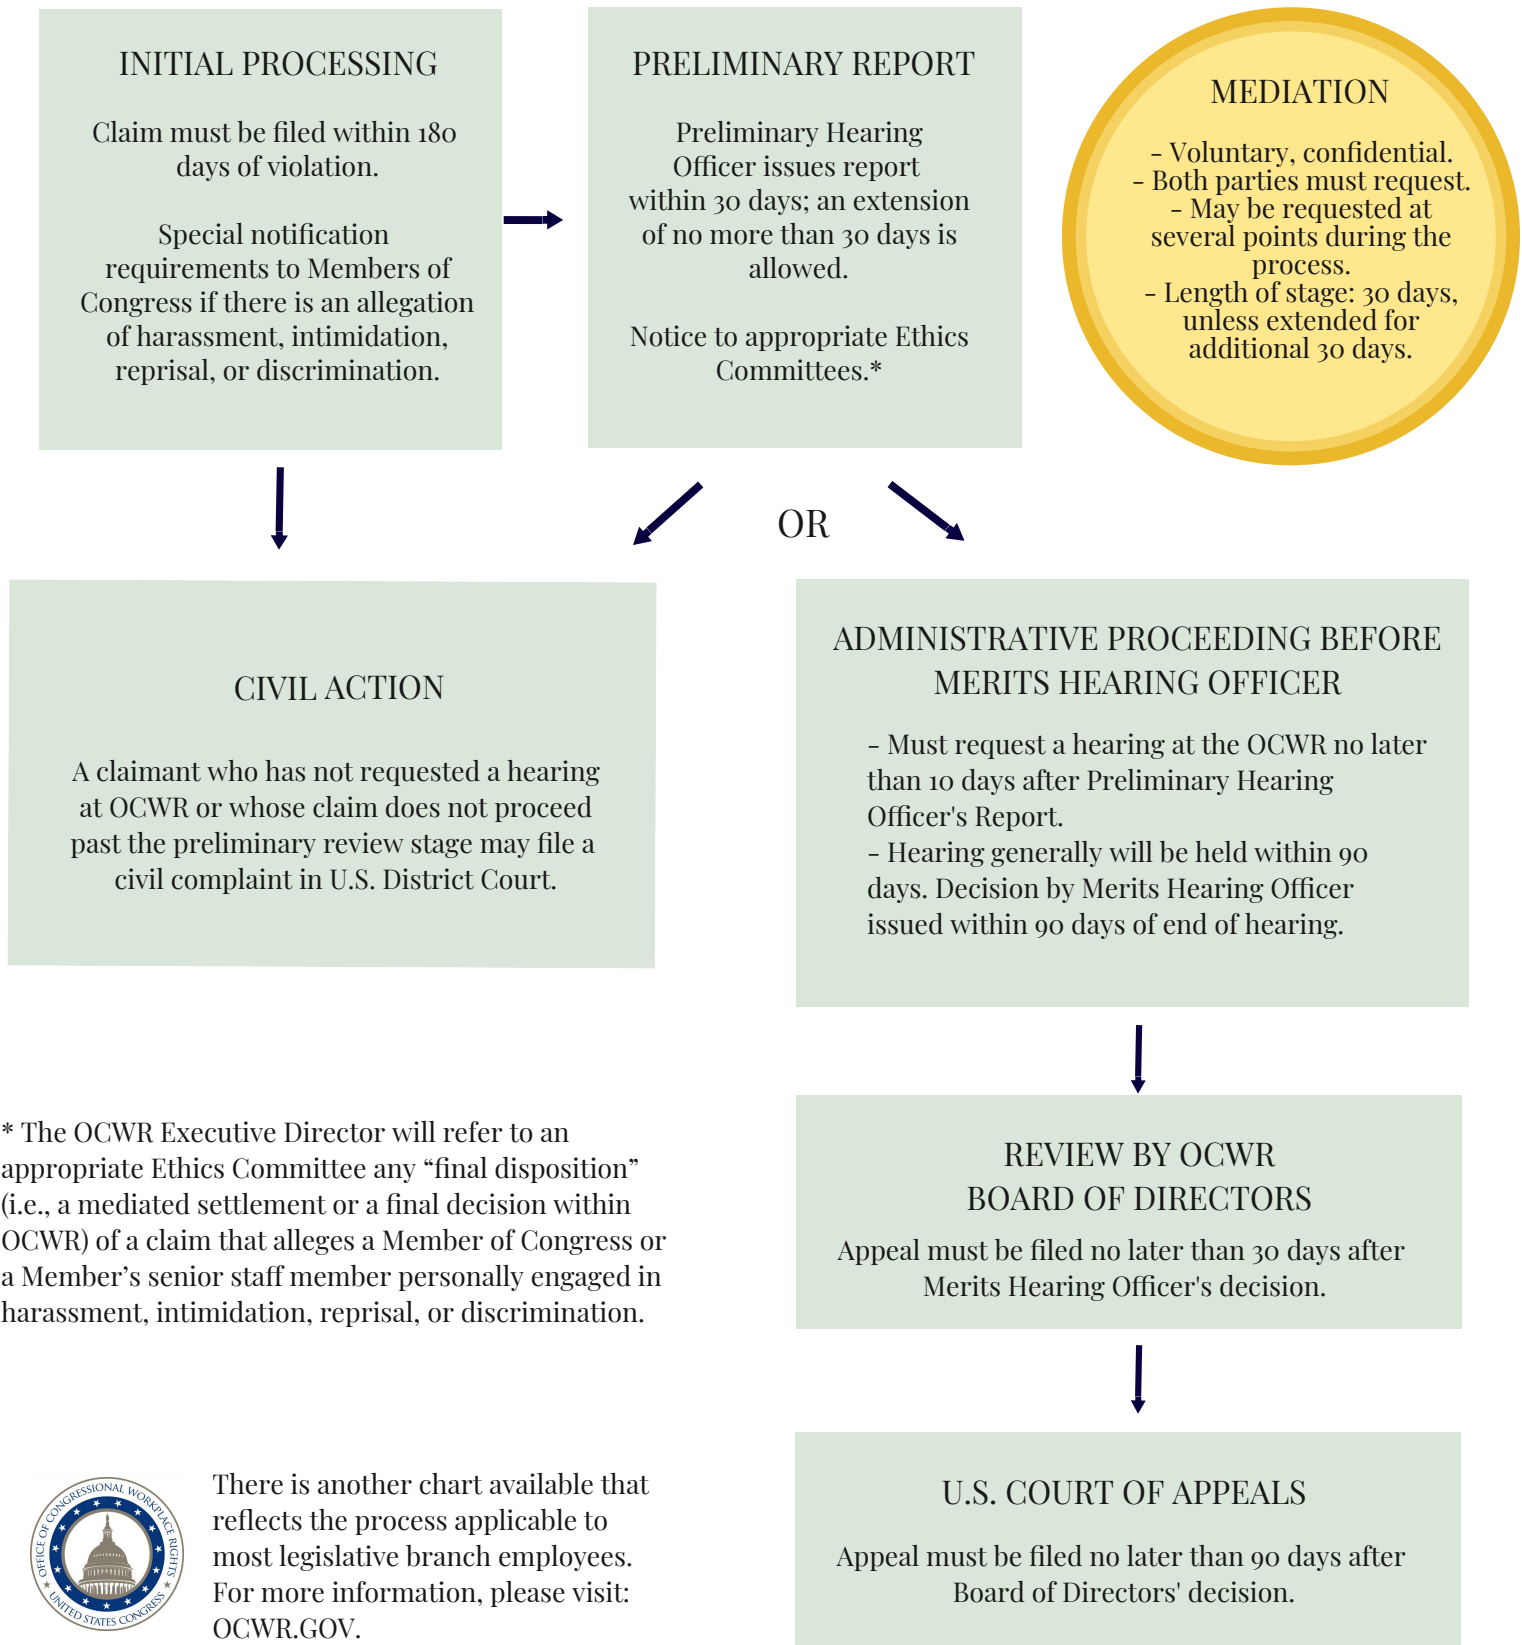 INITIAL PROCESSING
Claim must be filed within 180
days of violation.
Special notification
requirements to Members of
Congress if there is an allegation
of harassment, intimidation,
reprisal, or discrimination.
PRELIMINARY REPORT
Preliminary Hearing
Officer issues report
within 30 days; an extension
of no more than 30 days is
allowed.
Notice to appropriate Ethics
Committees.*
MEDIATION
- Voluntary, confidential.
- Both parties must request.
- May be requested at
several points during the
process.
- Length of stage: 30 days,
unless extended for
additional 30 days.
OR
CIVIL ACTION
A claimant who has not requested a hearing
at OCWR or whose claim does not proceed
past the preliminary review stage may file a
civil complaint in U.S. District Court.
ADMINISTRATIVE PROCEEDING BEFORE
MERITS HEARING OFFICER
- Must request a hearing at the OCWR no later
than 10 days after Preliminary Hearing
Officer's Report.
- Hearing generally will be held within 90
days. Decision by Merits Hearing Officer
issued within 90 days of end of hearing.
* The OCWR Executive Director will refer to an
appropriate Ethics Committee any “final disposition”
(i.e., a mediated settlement or a final decision within
OCWR) of a claim that alleges a Member of Congress or
a Member’s senior staff member personally engaged in
harassment, intimidation, reprisal, or discrimination.
REVIEW BY OCWR
BOARD OF DIRECTORS
Appeal must be filed no later than 30 days after
Merits Hearing Officer's decision.
U.S. COURT OF APPEALS
Appeal must be filed no later than 90 days after
Board of Directors' decision.
OFFICE OF CONGRESSIONAL WORKPLACE RIGHTS
UNITED STATES CONGRESS
There is another chart available that
reflects the process applicable to
most legislative branch employees.
For more information, please visit:
OCWR.GOV.